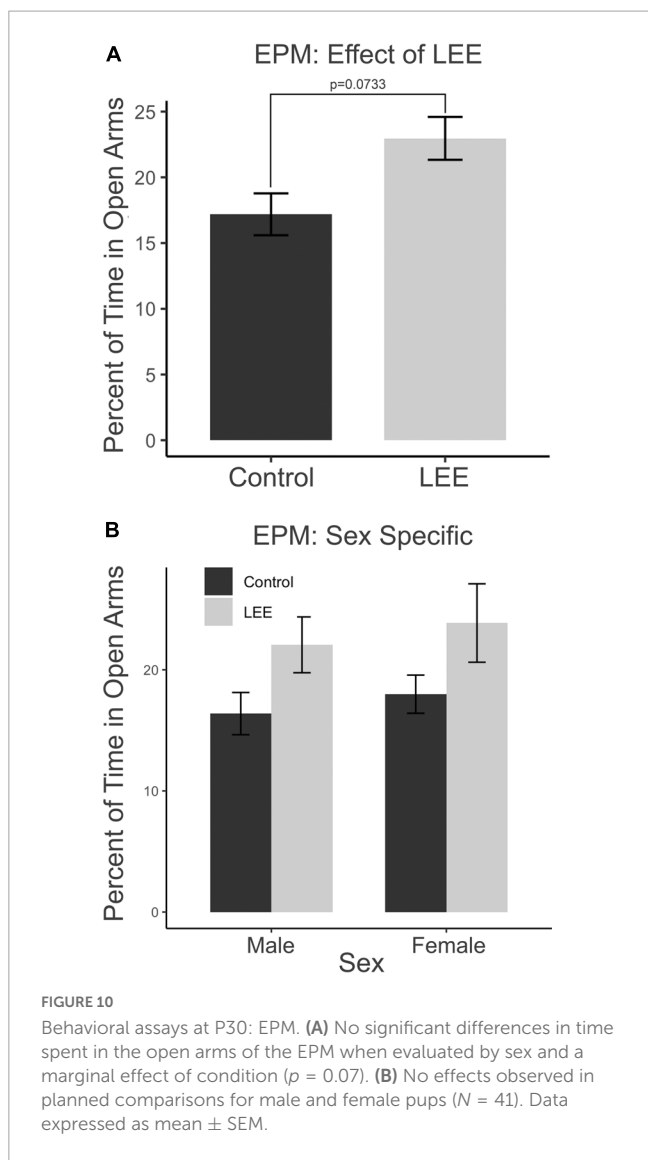 A
EPM: Effect of LEE
p=0.0733
Percent of Time in Open Arms
25
20
15
10
5
0
Control
LEE
B
EPM: Sex Specific
Control
LEE
Percent of Time in Open Arms
20
10
0
Male
Female
Sex
FIGURE 10
Behavioral assays at P30: EPM. (A) No significant differences in time
spent in the open arms of the EPM when evaluated by sex and a
marginal effect of condition (p = 0.07). (B) No effects observed in
planned comparisons for male and female pups (N = 41). Data
expressed as mean ± SEM.